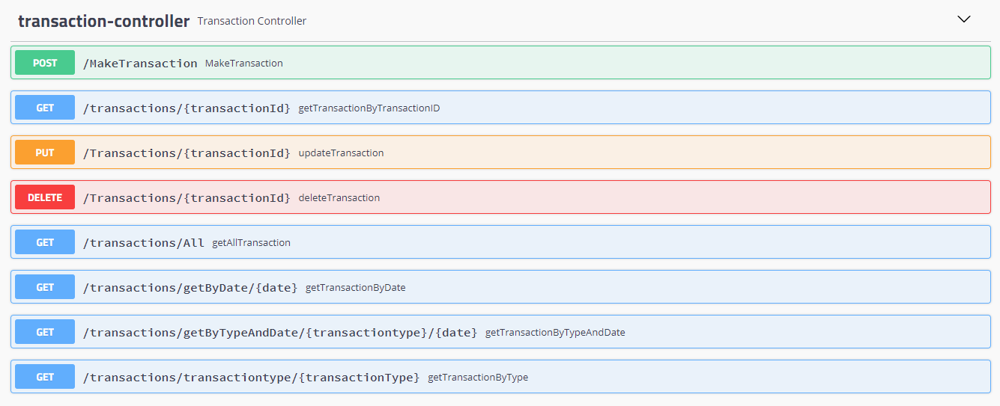 transaction-controller Transaction Controller
POST /MakeTransaction MakeTransaction
GET /transactions/{transactionId} getTransactionByTransactionID
PUT /Transactions/{transactionId} updateTransaction
DELETE /Transactions/{transactionId} deleteTransaction
GET /transactions/All getAllTransaction
GET /transactions/getByDate/{date} getTransactionByDate
GET /transactions/getByTypeAndDate/{transactiontype}/{date} getTransactionByTypeAndDate
GET /transactions/transactiontype/{transactionType} getTransactionByType